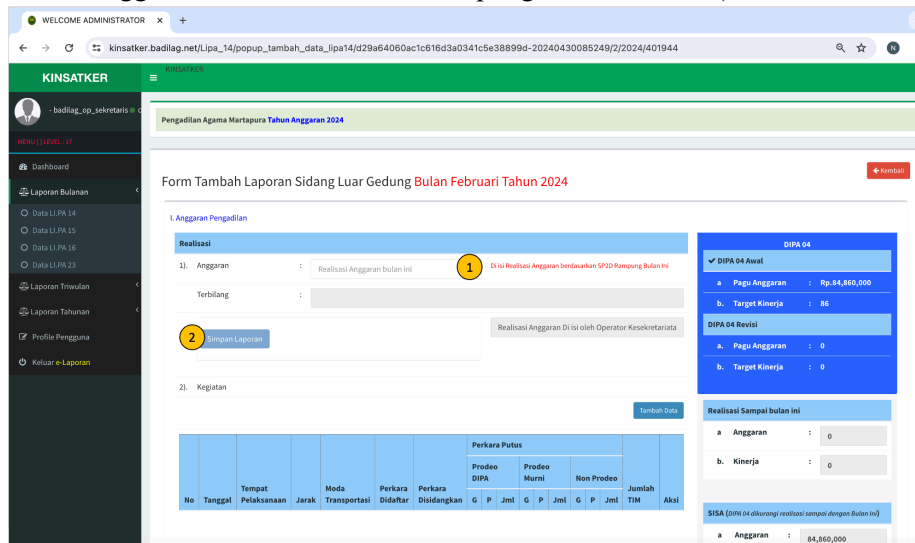 WELCOME ADMINISTRATOR × +
kinsatker.badilag.net/Lipa_14/popup_tambah_data_lipa14/d29a64060ac1c616d3a0341c5e38899d-20240430085249/2/2024/401944
N
KINSATKER
KINSATKER
- badilag_op_sekretaris
Pengadilan Agama Martapura Tahun Anggaran 2024
MENU [ ] LEVEL : 17
Dashboard
Laporan Bulanan
Data LI.PA 14
Data LI.PA 15
Data LI.PA 16
Data LI.PA 23
Laporan Triwulan
Laporan Tahunan
Profile Pengguna
Keluar e-Laporan
Kembali
Form Tambah Laporan Sidang Luar Gedung Bulan Februari Tahun 2024
I. Anggaran Pengadilan
Realisasi
1). Anggaran : Realisasi Anggaran bulan ini 1 Di isi Realisasi Anggaran berdasarkan SP2D Rampung Bulan Ini
Terbilang :
2 Simpan Laporan
Realisasi Anggaran Di isi oleh Operator Kesekretariata
2). Kegiatan
Tambah Data
No Tanggal Tempat Pelaksanaan Jarak Moda Transportasi Perkara Didaftar Perkara Disidangkan Perkara Putus Jumlah TIM Aksi
Prodeo DIPA Prodeo Murni Non Prodeo
G P Jml G P Jml G P Jml
DIPA 04
DIPA 04 Awal
a Pagu Anggaran : Rp.84,860,000
b. Target Kinerja : 86
DIPA 04 Revisi
a. Pagu Anggaran : 0
b. Target Kinerja : 0
Realisasi Sampai bulan ini
a Anggaran : 0
b. Kinerja : 0
SISA (DIPA 04 dikurangi realisasi sampai dengan Bulan Ini)
a Anggaran : 84,860,000